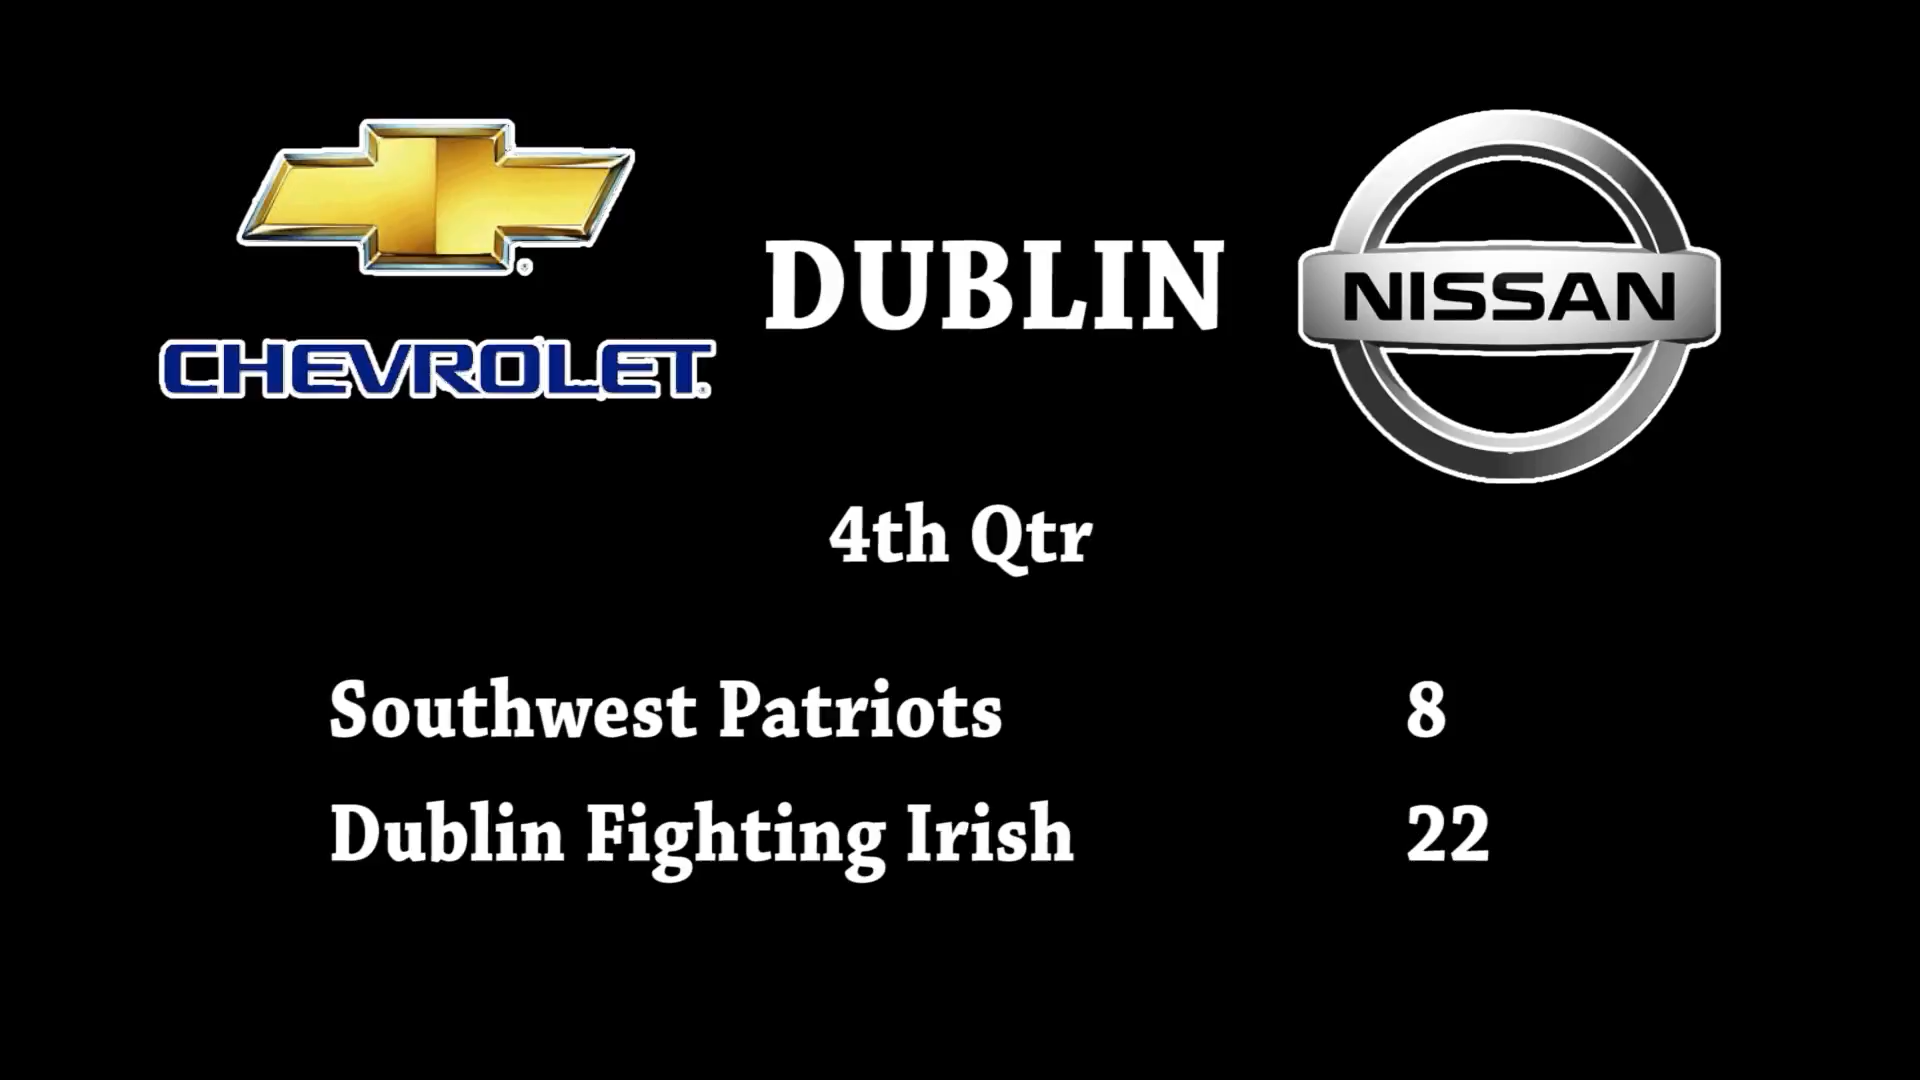 CHEVROLET
DUBLIN
NISSAN
4th Qtr
Southwest Patriots 8
Dublin Fighting Irish 22